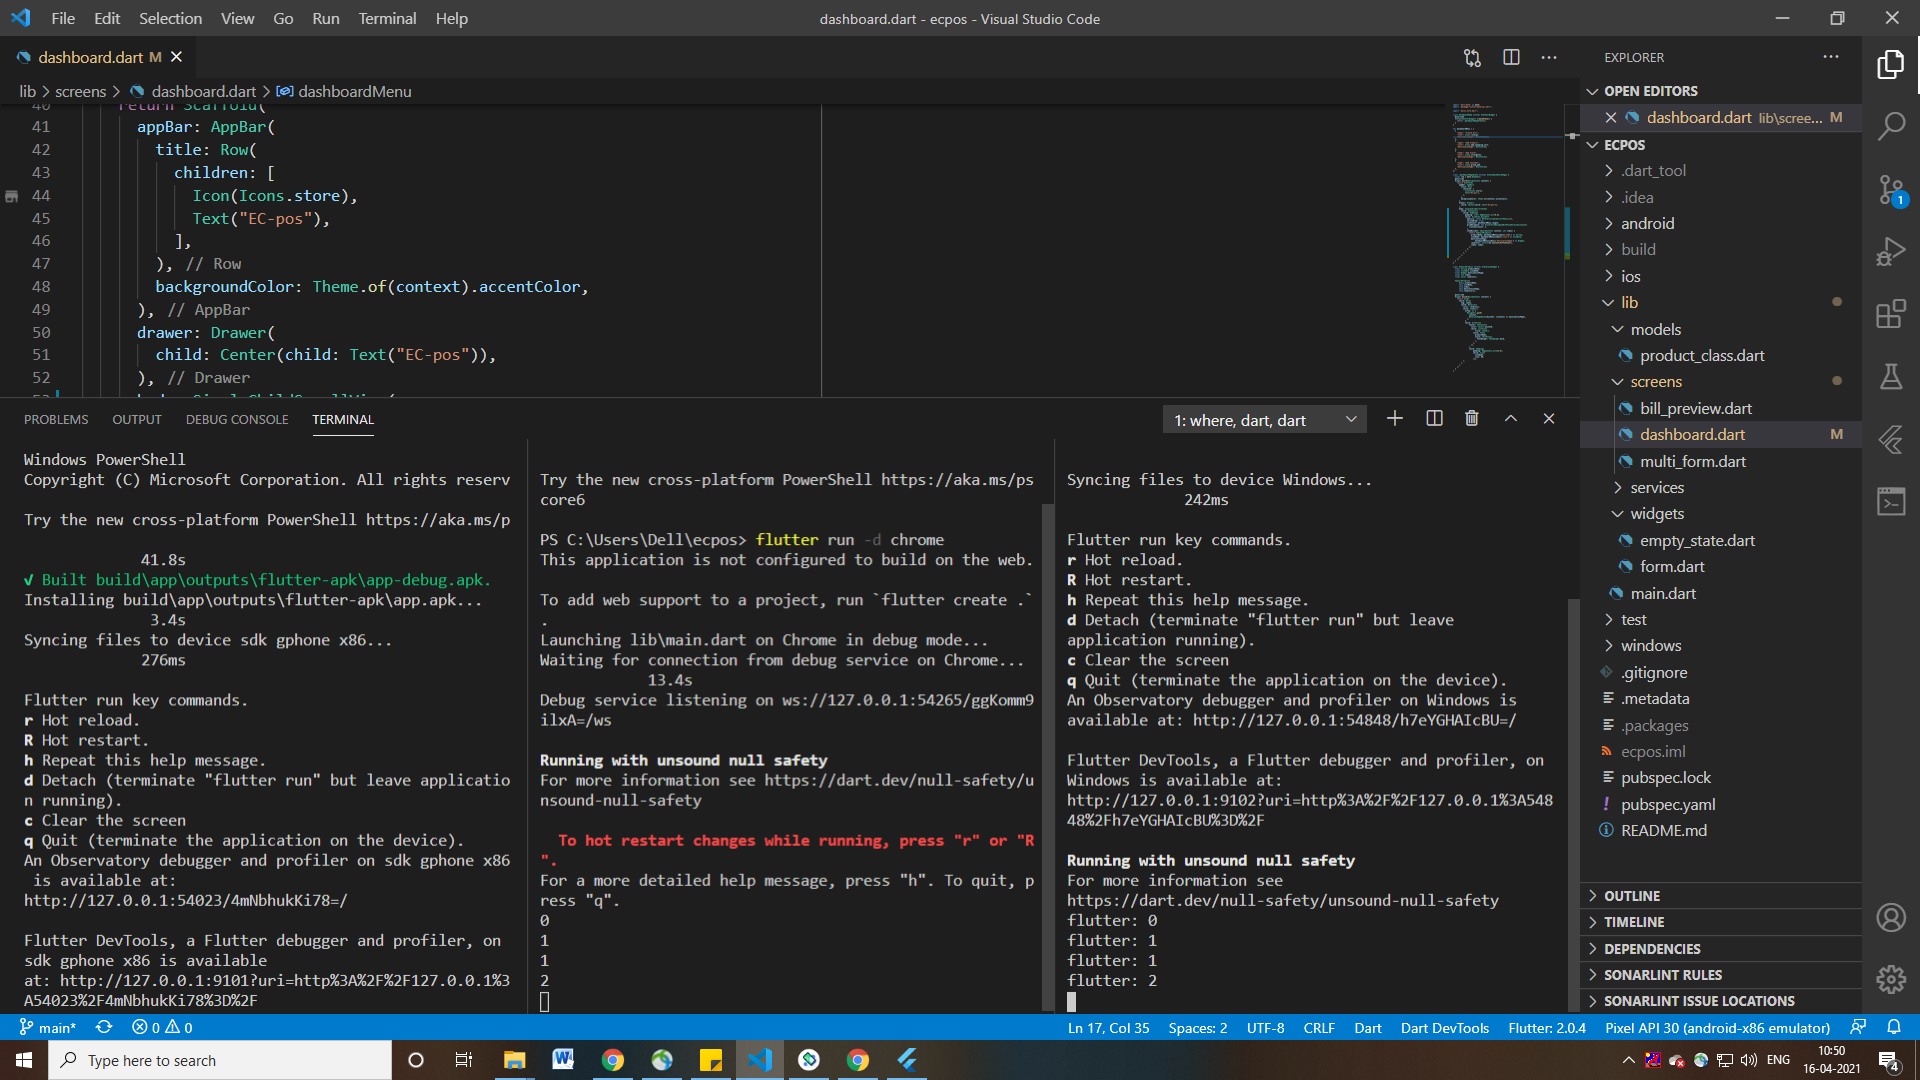 File Edit Selection View Go Run Terminal Help
dashboard.dart - ecpos - Visual Studio Code
dashboard.dart M
lib > screens > dashboard.dart > dashboardMenu
40 return Scaffold(
41 appBar: AppBar(
42 title: Row(
43 children: [
44 Icon(Icons.store),
45 Text("EC-pos"),
46 ],
47 ), // Row
48 backgroundColor: Theme.of(context).accentColor,
49 ), // AppBar
50 drawer: Drawer(
51 child: Center(child: Text("EC-pos")),
52 ), // Drawer
PROBLEMS OUTPUT DEBUG CONSOLE TERMINAL
1: where, dart, dart
Windows PowerShell
Copyright (C) Microsoft Corporation. All rights reserv
Try the new cross-platform PowerShell https://aka.ms/p
41.8s
√ Built build\app\outputs\flutter-apk\app-debug.apk.
Installing build\app\outputs\flutter-apk\app.apk...
3.4s
Syncing files to device sdk gphone x86...
276ms
Flutter run key commands.
r Hot reload.
R Hot restart.
h Repeat this help message.
d Detach (terminate "flutter run" but leave applicatio
n running).
c Clear the screen
q Quit (terminate the application on the device).
An Observatory debugger and profiler on sdk gphone x86
is available at:
http://127.0.0.1:54023/4mNbhukKi78=/
Flutter DevTools, a Flutter debugger and profiler, on
sdk gphone x86 is available
at: http://127.0.0.1:9101?uri=http%3A%2F%2F127.0.0.1%3
A54023%2F4mNbhukKi78%3D%2F
Try the new cross-platform PowerShell https://aka.ms/ps
core6
PS C:\Users\Dell\ecpos> flutter run -d chrome
This application is not configured to build on the web.
To add web support to a project, run `flutter create .`
.
Launching lib\main.dart on Chrome in debug mode...
Waiting for connection from debug service on Chrome...
13.4s
Debug service listening on ws://127.0.0.1:54265/ggKomm9
ilxA=/ws
Running with unsound null safety
For more information see https://dart.dev/null-safety/u
nsound-null-safety
To hot restart changes while running, press "r" or "R
".
For a more detailed help message, press "h". To quit, p
ress "q".
0
1
1
2
Syncing files to device Windows...
242ms
Flutter run key commands.
r Hot reload.
R Hot restart.
h Repeat this help message.
d Detach (terminate "flutter run" but leave
application running).
c Clear the screen
q Quit (terminate the application on the device).
An Observatory debugger and profiler on Windows is
available at: http://127.0.0.1:54848/h7eYGHAIcBU=/
Flutter DevTools, a Flutter debugger and profiler, on
Windows is available at:
http://127.0.0.1:9102?uri=http%3A%2F%2F127.0.0.1%3A548
48%2Fh7eYGHAIcBU%3D%2F
Running with unsound null safety
For more information see
https://dart.dev/null-safety/unsound-null-safety
flutter: 0
flutter: 1
flutter: 1
flutter: 2
EXPLORER
OPEN EDITORS
dashboard.dart lib\scree... M
ECPOS
.dart_tool
.idea
android
build
ios
lib
models
product_class.dart
screens
bill_preview.dart
dashboard.dart M
multi_form.dart
services
widgets
empty_state.dart
form.dart
main.dart
test
windows
.gitignore
.metadata
.packages
ecpos.iml
pubspec.lock
pubspec.yaml
README.md
OUTLINE
TIMELINE
DEPENDENCIES
SONARLINT RULES
SONARLINT ISSUE LOCATIONS
1
main* 0 0 Ln 17, Col 35 Spaces: 2 UTF-8 CRLF Dart Dart DevTools Flutter: 2.0.4 Pixel API 30 (android-x86 emulator)
Type here to search
ENG
10:50
16-04-2021
4